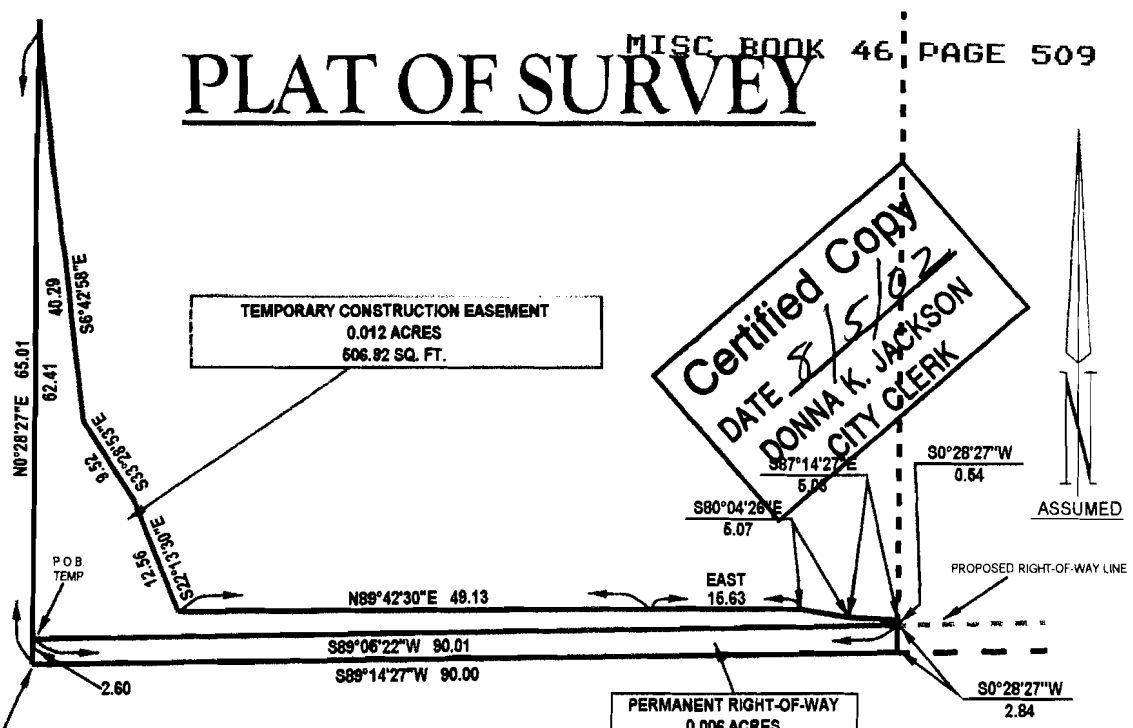 MISC BOOK 46 PAGE 509
PLAT OF SURVEY
Certified Copy
DATE 8/5/02
DONNA K. JACKSON
CITY CLERK
TEMPORARY CONSTRUCTION EASEMENT
0.012 ACRES
506.92 SQ. FT.
N0°28'27"E 65.01
62.41
40.29
S6°42'58"E
9.52
S33°28'53"E
12.56
S22°13'30"E
P.O.B.
TEMP
N89°42'30"E 49.13
EAST
15.63
S80°04'26"E
5.07
S87°14'27"E
5.03
S0°28'27"W
0.54
N
ASSUMED
PROPOSED RIGHT-OF-WAY LINE
S89°06'22"W 90.01
S89°14'27"W 90.00
2.60
S0°28'27"W
2.84
PERMANENT RIGHT-OF-WAY
0.006 ACRES